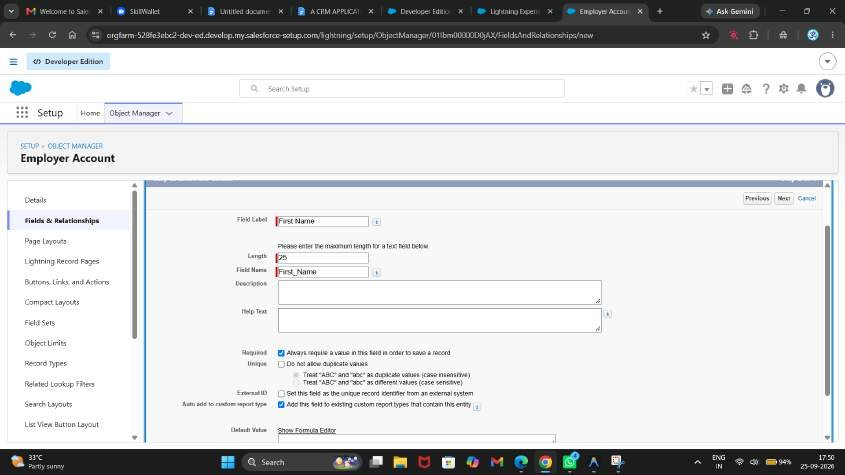 Welcome to Sales
SkillWallet
Untitled documen
A CRM APPLICAT
Developer Edition
Lightning Experie
Employer Account
Ask Gemini
orgfarm-528fe3ebc2-dev-ed.develop.my.salesforce-setup.com/lightning/setup/ObjectManager/01Ibm00000D0jAX/FieldsAndRelationships/new
</> Developer Edition
Search Setup
Setup
Home
Object Manager
SETUP > OBJECT MANAGER
Employer Account
Details
Fields & Relationships
Page Layouts
Lightning Record Pages
Buttons, Links, and Actions
Compact Layouts
Field Sets
Object Limits
Record Types
Related Lookup Filters
Search Layouts
List View Button Layout
Previous
Next
Cancel
Field Label
First Name
Please enter the maximum length for a text field below.
Length
25
Field Name
First_Name
Description
Help Text
Required
Always require a value in this field in order to save a record
Unique
Do not allow duplicate values
Treat "ABC" and "abc" as duplicate values (case insensitive)
Treat "ABC" and "abc" as different values (case sensitive)
External ID
Set this field as the unique record identifier from an external system
Auto add to custom report type
Add this field to existing custom report types that contain this entity
Default Value
Show Formula Editor
33°C
Partly sunny
Search
ENG
IN
94%
17:50
25-09-2026